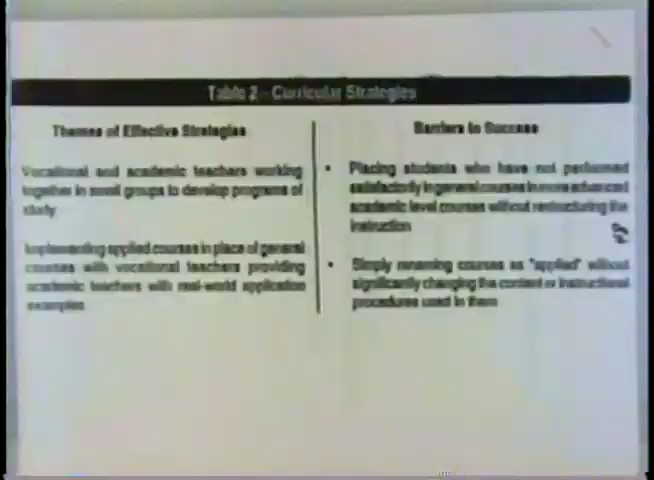 Table 2 - Curricular Strategies
Themes of Effective Strategies
Vocational and academic teachers working
together in small groups to develop programs of
study
Implementing applied courses in place of general
courses with vocational teachers providing
academic teachers with real-world application
examples
Barriers to Success
• Placing students who have not performed
satisfactorily in general courses in more advanced
academic level courses without restructuring the
instruction
• Simply renaming courses as "applied" without
significantly changing the content or instructional
procedures used in them